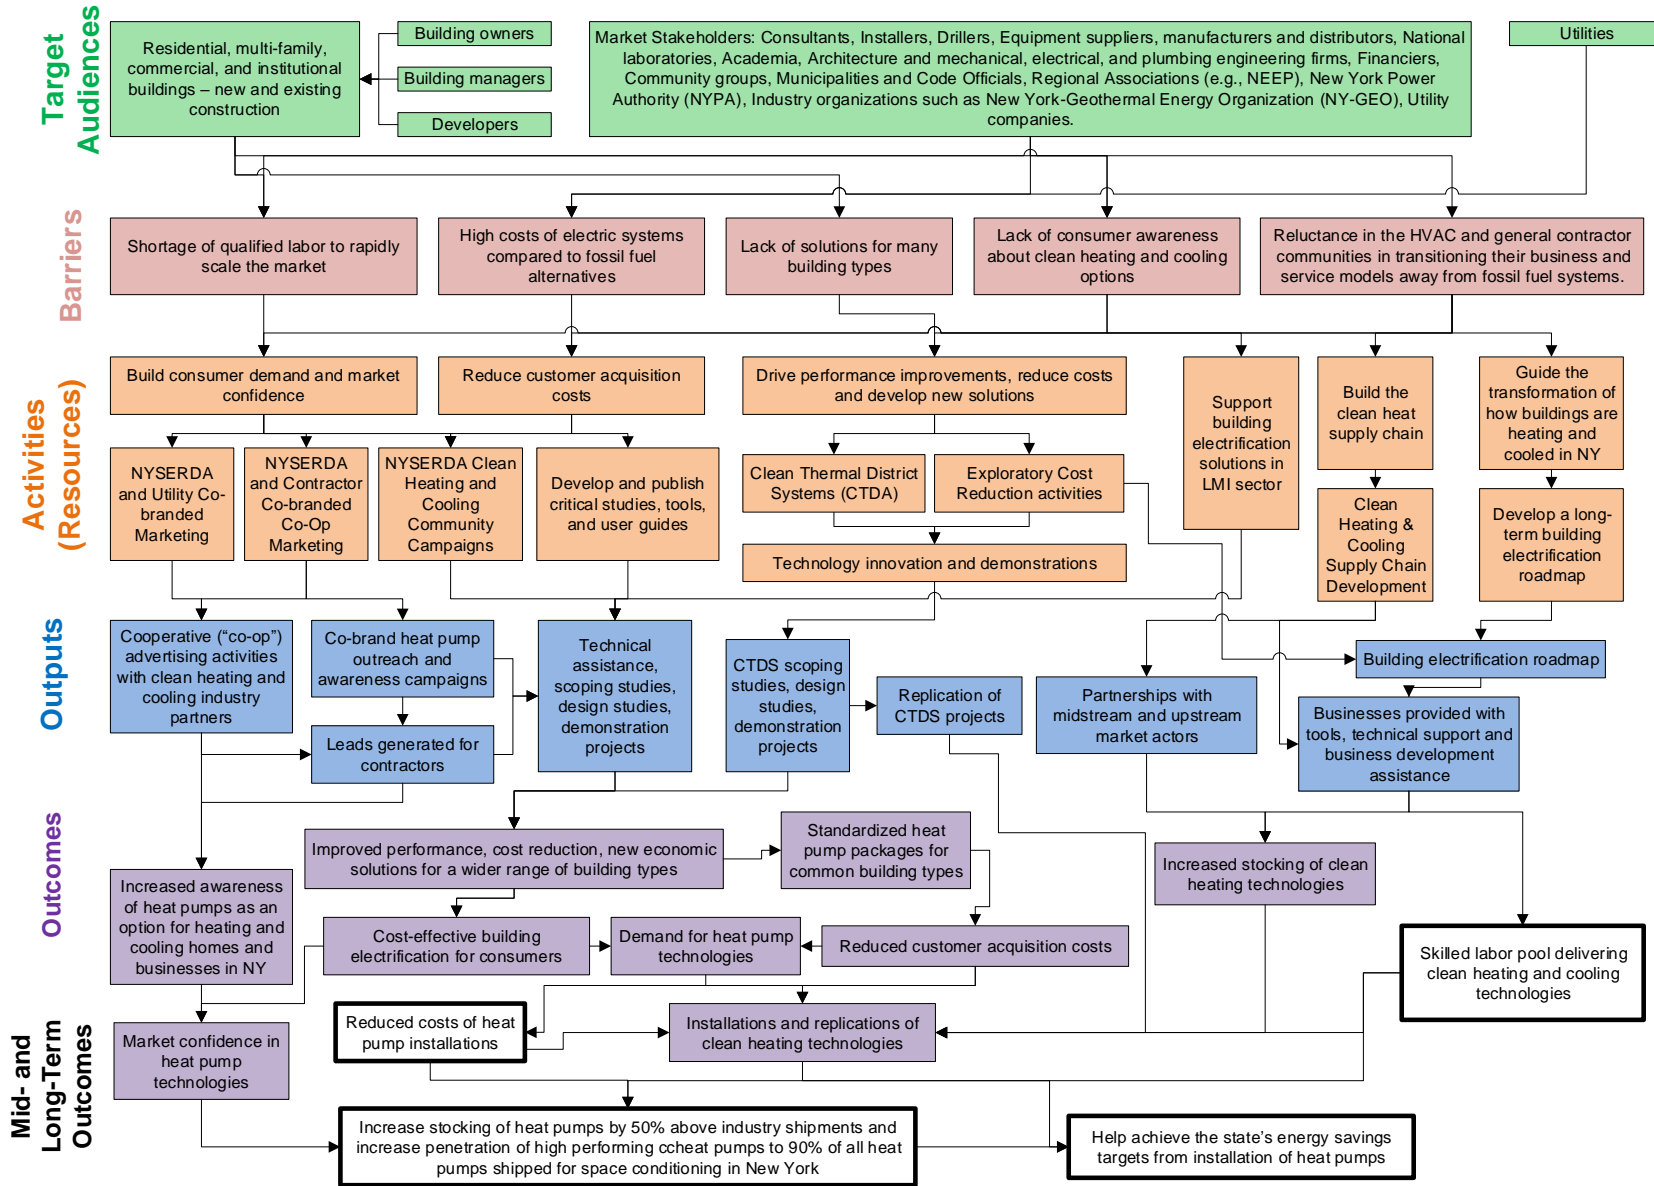 Target
Audiences
Residential, multi-family,
commercial, and institutional
buildings – new and existing
construction
Building owners
Building managers
Developers
Market Stakeholders: Consultants, Installers, Drillers, Equipment suppliers, manufacturers and distributors, National
laboratories, Academia, Architecture and mechanical, electrical, and plumbing engineering firms, Financiers,
Community groups, Municipalities and Code Officials, Regional Associations (e.g., NEEP), New York Power
Authority (NYPA), Industry organizations such as New York-Geothermal Energy Organization (NY-GEO), Utility
companies.
Utilities
Barriers
Shortage of qualified labor to rapidly
scale the market
High costs of electric systems
compared to fossil fuel
alternatives
Lack of solutions for many
building types
Lack of consumer awareness
about clean heating and cooling
options
Reluctance in the HVAC and general contractor
communities in transitioning their business and
service models away from fossil fuel systems.
Activities
(Resources)
Build consumer demand and market
confidence
Reduce customer acquisition
costs
Drive performance improvements, reduce costs
and develop new solutions
Support
building
electrification
solutions in
LMI sector
Build the
clean heat
supply chain
Guide the
transformation of
how buildings are
heating and
cooled in NY
NYSERDA
and Utility Co-
branded
Marketing
NYSERDA
and Contractor
Co-branded
Co-Op
Marketing
NYSERDA Clean
Heating and
Cooling
Community
Campaigns
Develop and publish
critical studies, tools,
and user guides
Clean Thermal District
Systems (CTDA)
Exploratory Cost
Reduction activities
Technology innovation and demonstrations
Clean
Heating &
Cooling
Supply Chain
Development
Develop a long-
term building
electrification
roadmap
Outputs
Cooperative (“co-op”)
advertising activities
with clean heating and
cooling industry
partners
Co-brand heat pump
outreach and
awareness campaigns
Leads generated for
contractors
Technical
assistance,
scoping studies,
design studies,
demonstration
projects
CTDS scoping
studies, design
studies,
demonstration
projects
Replication of
CTDS projects
Partnerships with
midstream and upstream
market actors
Building electrification roadmap
Businesses provided with
tools, technical support and
business development
assistance
Outcomes
Improved performance, cost reduction, new economic
solutions for a wider range of building types
Standardized heat
pump packages for
common building types
Increased stocking of clean
heating technologies
Increased awareness
of heat pumps as an
option for heating and
cooling homes and
businesses in NY
Cost-effective building
electrification for consumers
Demand for heat pump
technologies
Reduced customer acquisition costs
Skilled labor pool delivering
clean heating and cooling
technologies
Mid- and
Long-Term
Outcomes
Market confidence in
heat pump
technologies
Reduced costs of heat
pump installations
Installations and replications of
clean heating technologies
Increase stocking of heat pumps by 50% above industry shipments and
increase penetration of high performing ccheat pumps to 90% of all heat
pumps shipped for space conditioning in New York
Help achieve the state’s energy savings
targets from installation of heat pumps